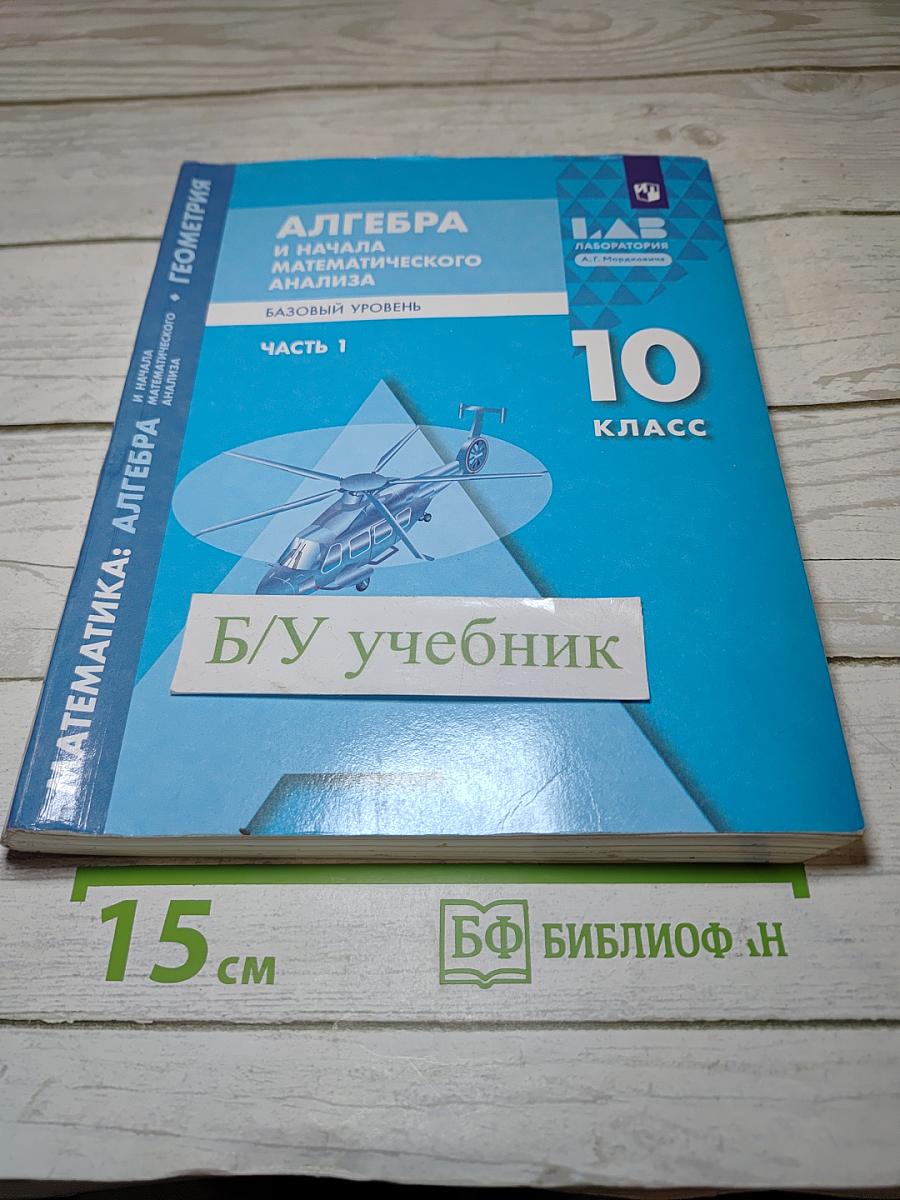 МАТЕМАТИКА: АЛГЕБРА
И НАЧАЛА
МАТЕМАТИЧЕСКОГО
АНАЛИЗА
• ГЕОМЕТРИЯ
АЛГЕБРА
И НАЧАЛА
МАТЕМАТИЧЕСКОГО
АНАЛИЗА
БАЗОВЫЙ УРОВЕНЬ
ЧАСТЬ 1
LAB
ЛАБОРАТОРИЯ
А. Г. Мордковича
10
КЛАСС
Б/У учебник
15 см
БФ БИБЛИОФ